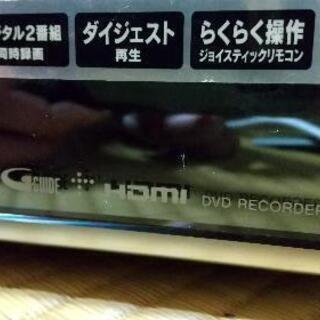 ジタル2番組
同時録画
ダイジェスト
再生
らくらく操作
ジョイスティックリモコン
G GUIDE HDMI
DVD RECORDER